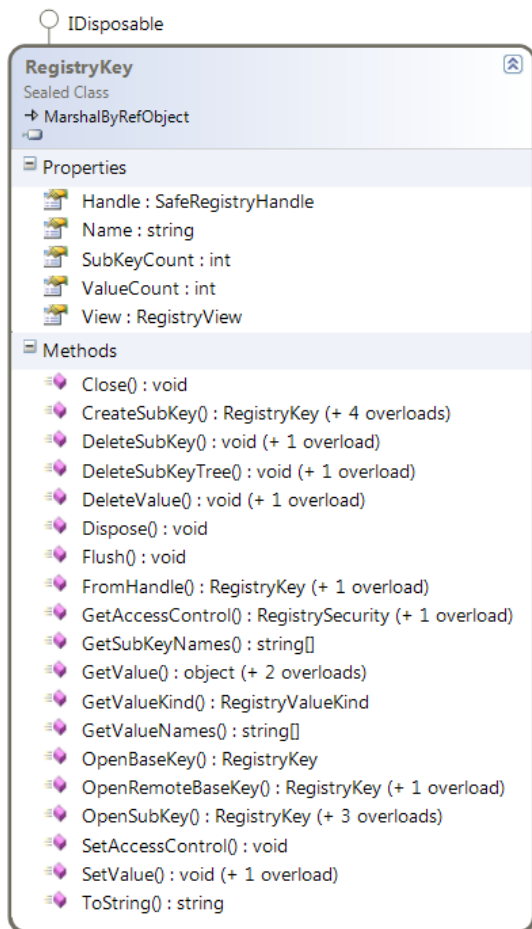 IDisposable
RegistryKey
Sealed Class
MarshalByRefObject
Properties
Handle : SafeRegistryHandle
Name : string
SubKeyCount : int
ValueCount : int
View : RegistryView
Methods
Close() : void
CreateSubKey() : RegistryKey (+ 4 overloads)
DeleteSubKey() : void (+ 1 overload)
DeleteSubKeyTree() : void (+ 1 overload)
DeleteValue() : void (+ 1 overload)
Dispose() : void
Flush() : void
FromHandle() : RegistryKey (+ 1 overload)
GetAccessControl() : RegistrySecurity (+ 1 overload)
GetSubKeyNames() : string[]
GetValue() : object (+ 2 overloads)
GetValueKind() : RegistryValueKind
GetValueNames() : string[]
OpenBaseKey() : RegistryKey
OpenRemoteBaseKey() : RegistryKey (+ 1 overload)
OpenSubKey() : RegistryKey (+ 3 overloads)
SetAccessControl() : void
SetValue() : void (+ 1 overload)
ToString() : string